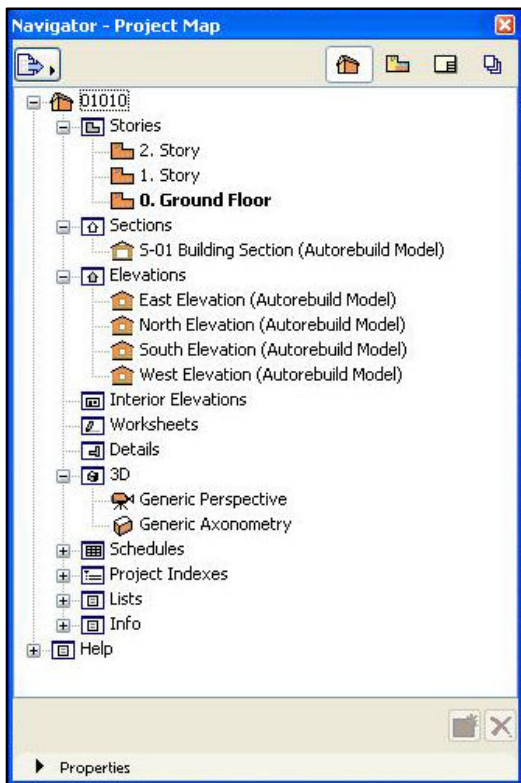 Navigator - Project Map
01010
Stories
2. Story
1. Story
0. Ground Floor
Sections
S-01 Building Section (Autorebuild Model)
Elevations
East Elevation (Autorebuild Model)
North Elevation (Autorebuild Model)
South Elevation (Autorebuild Model)
West Elevation (Autorebuild Model)
Interior Elevations
Worksheets
Details
3D
Generic Perspective
Generic Axonometry
Schedules
Project Indexes
Lists
Info
Help
Properties